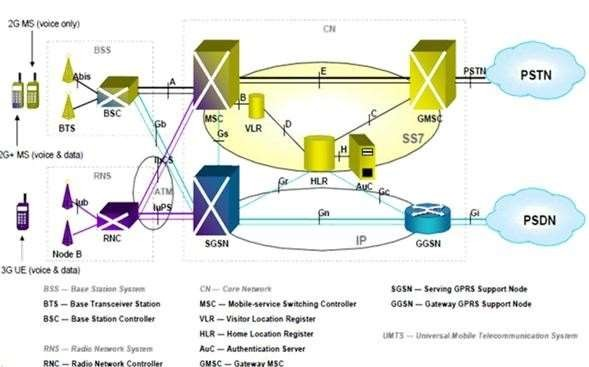 2G MS (voice only)
CN
BSS
Abis
A
E
PSTN
PSTN
BTS
BSC
MSC
B
VLR
GMSC
Gb
Gs
D
C
SS7
2G+ MS (voice & data)
IuCS
H
HLR
AuC
RNS
ATM
Gr
Gc
Iub
IuPS
Gn
Gi
PSDN
Node B
RNC
SGSN
IP
GGSN
3G UE (voice & data)
BSS — Base Station System
BTS — Base Transceiver Station
BSC — Base Station Controller
RNS — Radio Network System
RNC — Radio Network Controller
CN — Core Network
MSC — Mobile-service Switching Controller
VLR — Visitor Location Register
HLR — Home Location Register
AuC — Authentication Server
GMSC — Gateway MSC
SGSN — Serving GPRS Support Node
GGSN — Gateway GPRS Support Node
UMTS — Universal Mobile Telecommunication System